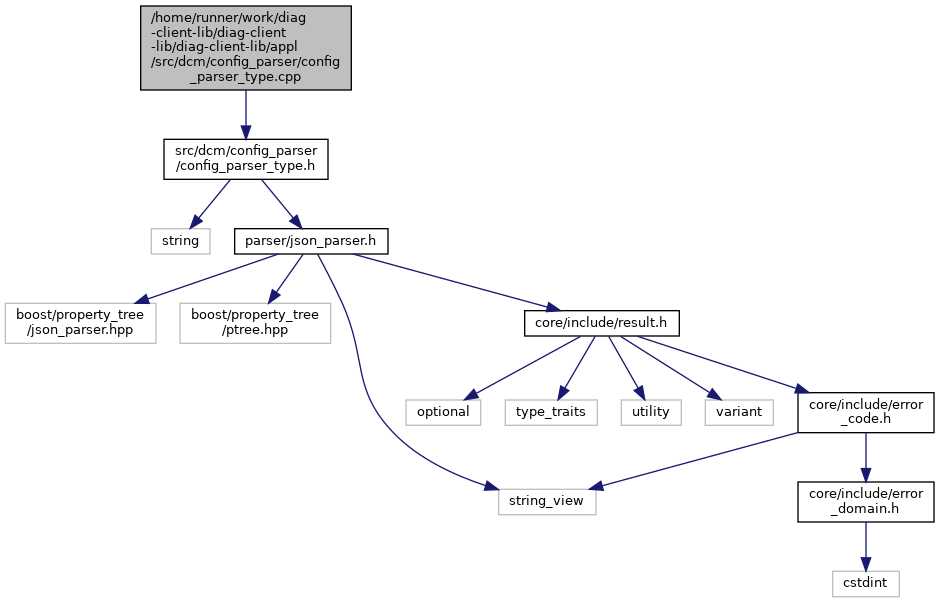 /home/runner/work/diag
-client-lib/diag-client
-lib/diag-client-lib/appl
/src/dcm/config_parser/config
_parser_type.cpp
src/dcm/config_parser
/config_parser_type.h
string
parser/json_parser.h
boost/property_tree
/json_parser.hpp
boost/property_tree
/ptree.hpp
core/include/result.h
optional
type_traits
utility
variant
core/include/error
_code.h
string_view
core/include/error
_domain.h
cstdint